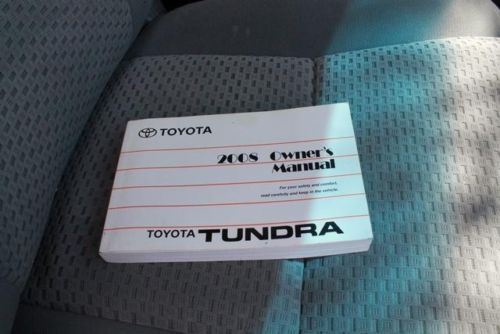 TOYOTA
2008 Owner's
Manual
For your safety and comfort,
read carefully and keep in the vehicle.
TOYOTA TUNDRA